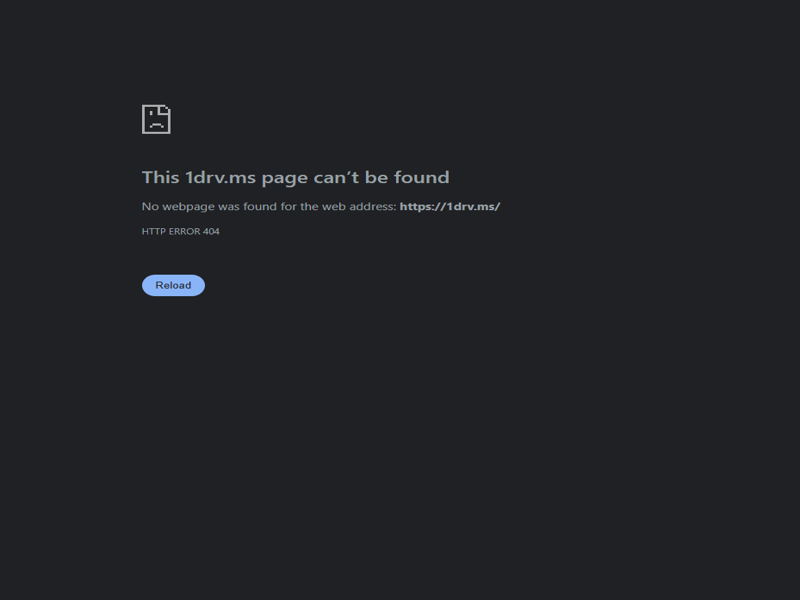 This 1drv.ms page can’t be found
No webpage was found for the web address: https://1drv.ms/
HTTP ERROR 404
Reload